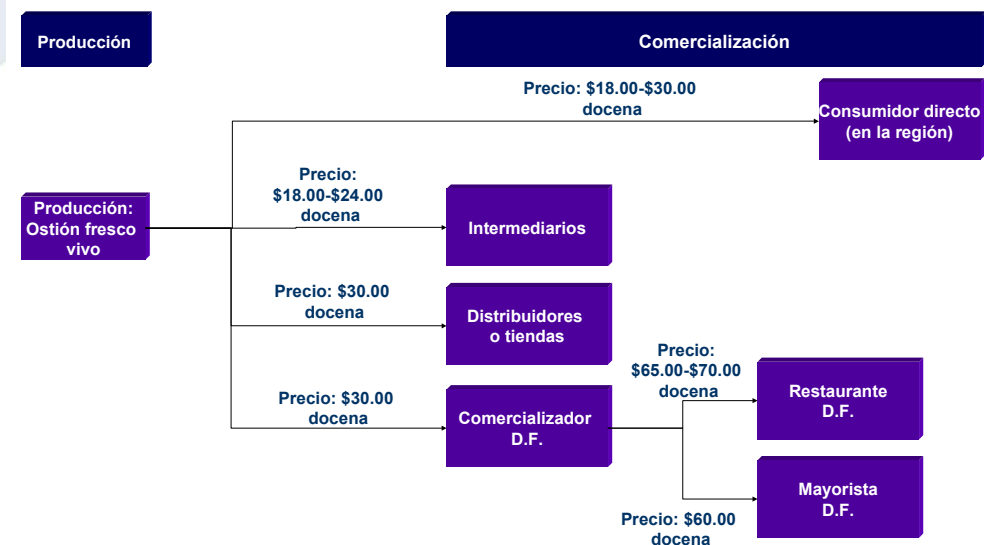 Producción
Comercialización
Precio: $18.00-$30.00
docena
Consumidor directo
(en la región)
Precio:
$18.00-$24.00
docena
Producción:
Ostión fresco
vivo
Intermediarios
Precio: $30.00
docena
Distribuidores
o tiendas
Precio:
$65.00-$70.00
docena
Precio: $30.00
docena
Comercializador
D.F.
Restaurante
D.F.
Mayorista
D.F.
Precio: $60.00
docena